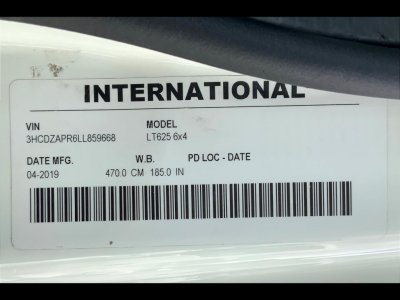 INTERNATIONAL
VIN MODEL
3HCDZAPR6LL859668 LT625 6x4
DATE MFG. W.B. PD LOC - DATE
04-2019 470.0 CM 185.0 IN